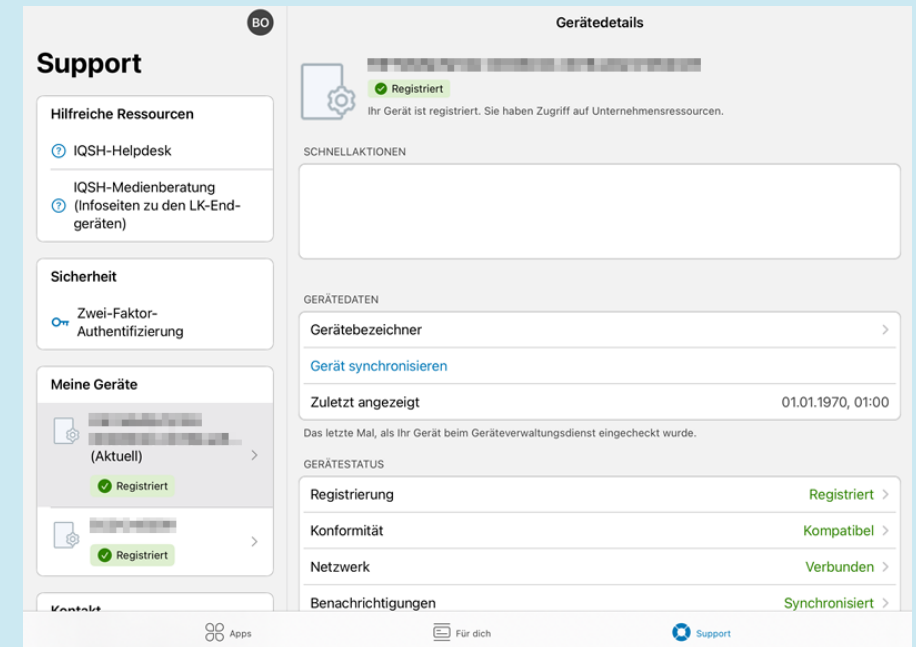 BO
Support
Hilfreiche Ressourcen
IQSH-Helpdesk
IQSH-Medienberatung
(Infoseiten zu den LK-End-
geräten)
Sicherheit
Zwei-Faktor-
Authentifizierung
Meine Geräte
(Aktuell)
Registriert
Registriert
Kontakt
Gerätedetails
Registriert
Ihr Gerät ist registriert. Sie haben Zugriff auf Unternehmensressourcen.
SCHNELLAKTIONEN
GERÄTEDATEN
Gerätebezeichner
Gerät synchronisieren
Zuletzt angezeigt 01.01.1970, 01:00
Das letzte Mal, als Ihr Gerät beim Geräteverwaltungsdienst eingecheckt wurde.
GERÄTESTATUS
Registrierung Registriert
Konformität Kompatibel
Netzwerk Verbunden
Benachrichtigungen Synchronisiert
Apps
Für dich
Support